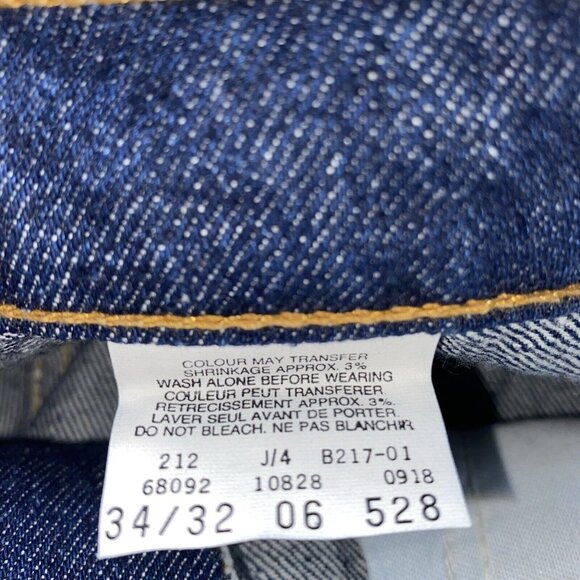 COLOUR MAY TRANSFER
SHRINKAGE APPROX. 3%
WASH ALONE BEFORE WEARING
COULEUR PEUT TRANSFERER
RETRECISSEMENT APPROX. 3%.
LAVER SEUL AVANT DE PORTER.
DO NOT BLEACH. NE PAS BLANCHIR
212 J/4 B217-01
68092 10828 0918
34/32 06 528